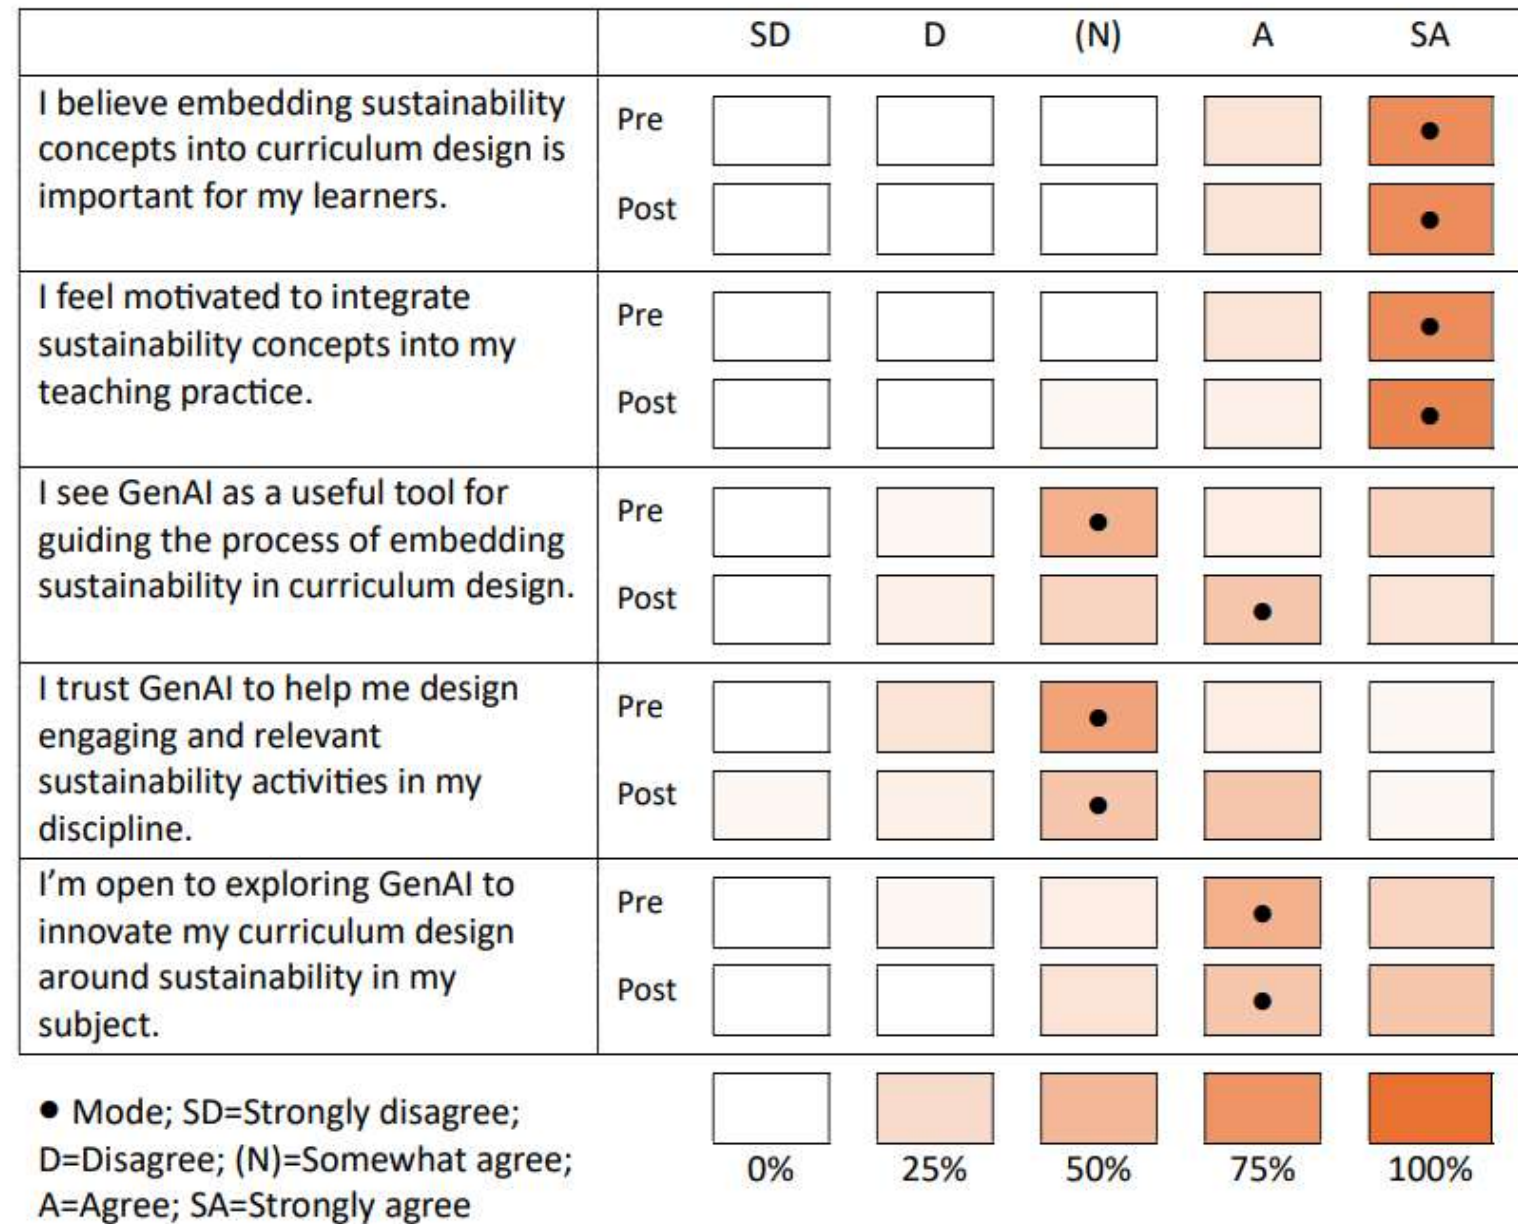 SD D (N) A SA
I believe embedding sustainability
concepts into curriculum design is
important for my learners.
Pre
Post
I feel motivated to integrate
sustainability concepts into my
teaching practice.
Pre
Post
I see GenAI as a useful tool for
guiding the process of embedding
sustainability in curriculum design.
Pre
Post
I trust GenAI to help me design
engaging and relevant
sustainability activities in my
discipline.
Pre
Post
I’m open to exploring GenAI to
innovate my curriculum design
around sustainability in my
subject.
Pre
Post
● Mode; SD=Strongly disagree;
D=Disagree; (N)=Somewhat agree;
A=Agree; SA=Strongly agree
0% 25% 50% 75% 100%